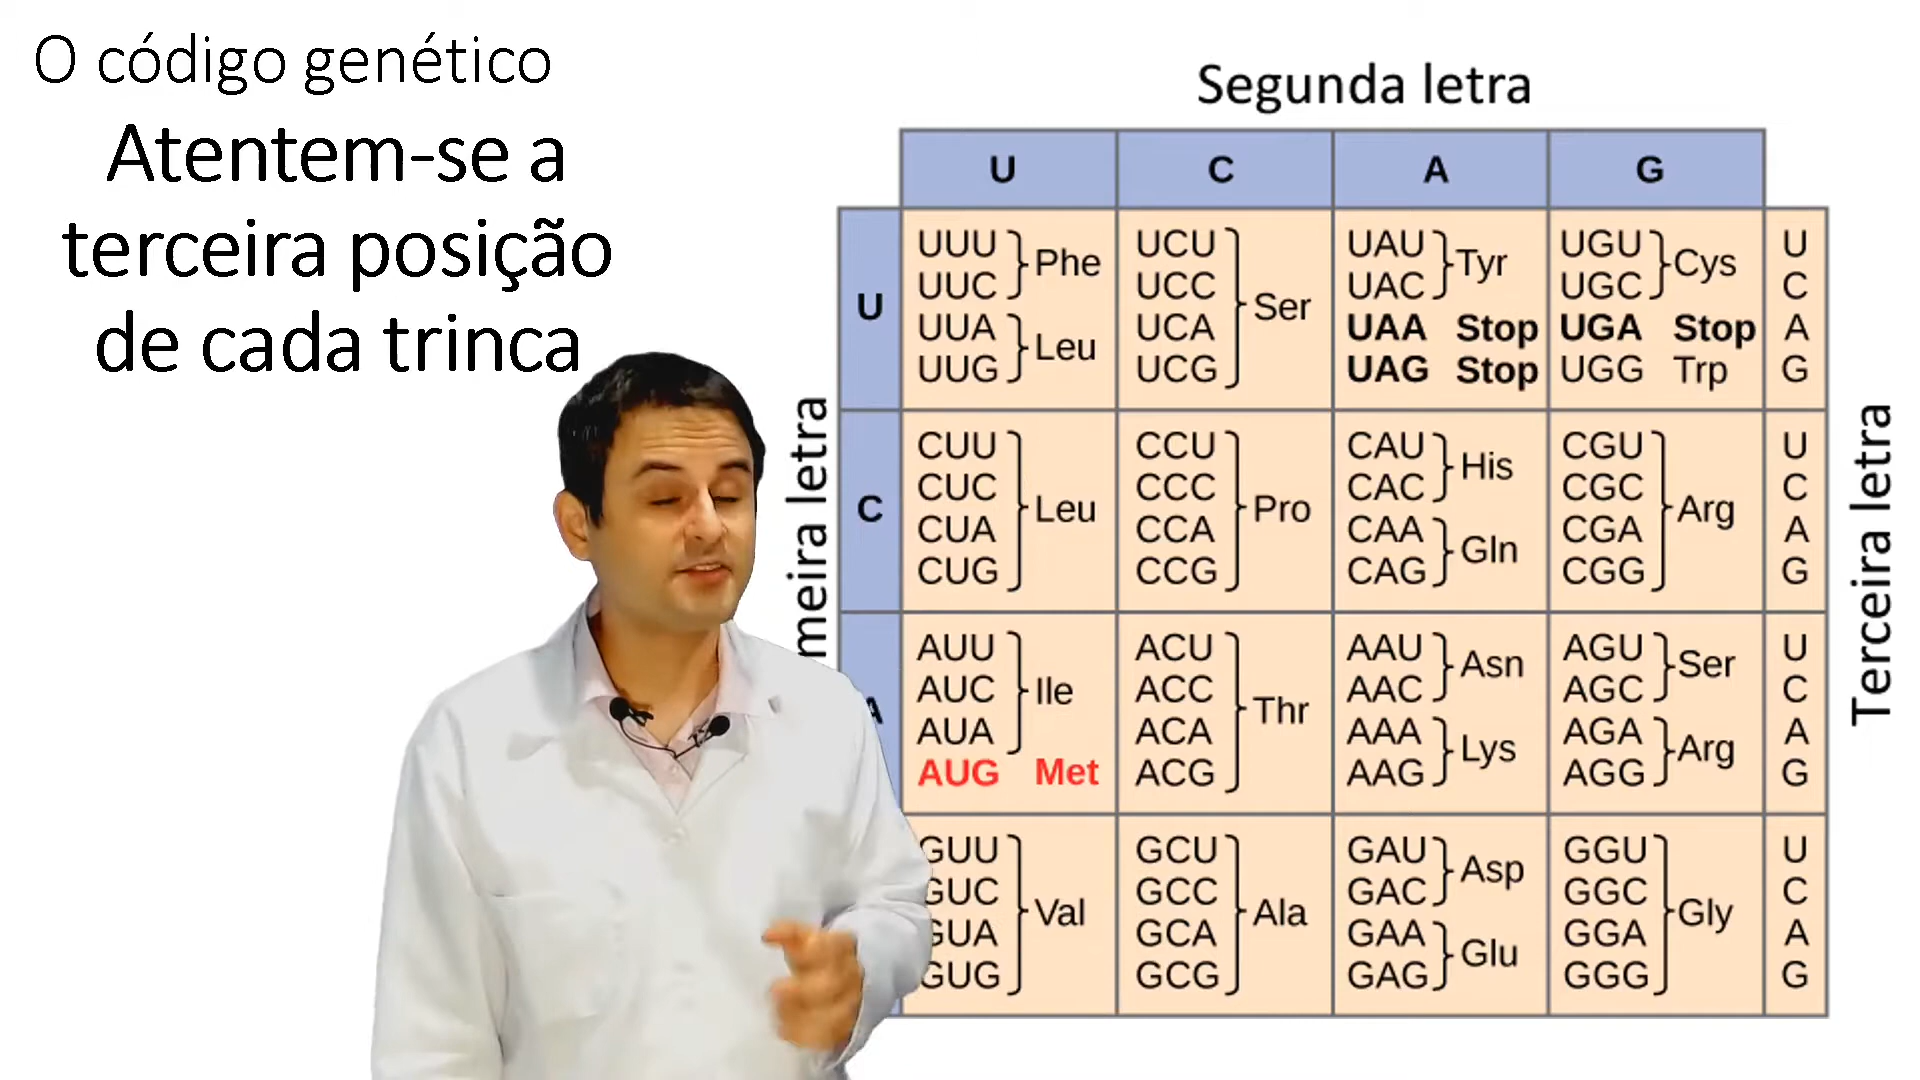 O código genético
Atentem-se a
terceira posição
de cada trinca
Segunda letra
U C A G
meira letra
U
UUU Phe UCU Ser UAU Tyr UGU Cys U
UUC UCC UAC UGC C
UUA Leu UCA UAA Stop UGA Stop A
UUG UCG UAG Stop UGG Trp G
C
CUU Leu CCU Pro CAU His CGU Arg U
CUC CCC CAC CGC C
CUA CCA CAA Gln CGA A
CUG CCG CAG CGG G
A
AUU Ile ACU Thr AAU Asn AGU Ser U
AUC ACC AAC AGC C
AUA ACA AAA Lys AGA Arg A
AUG Met ACG AAG AGG G
GUU Val GCU Ala GAU Asp GGU Gly U
GUC GCC GAC GGC C
GUA GCA GAA Glu GGA A
GUG GCG GAG GGG G
Terceira letra